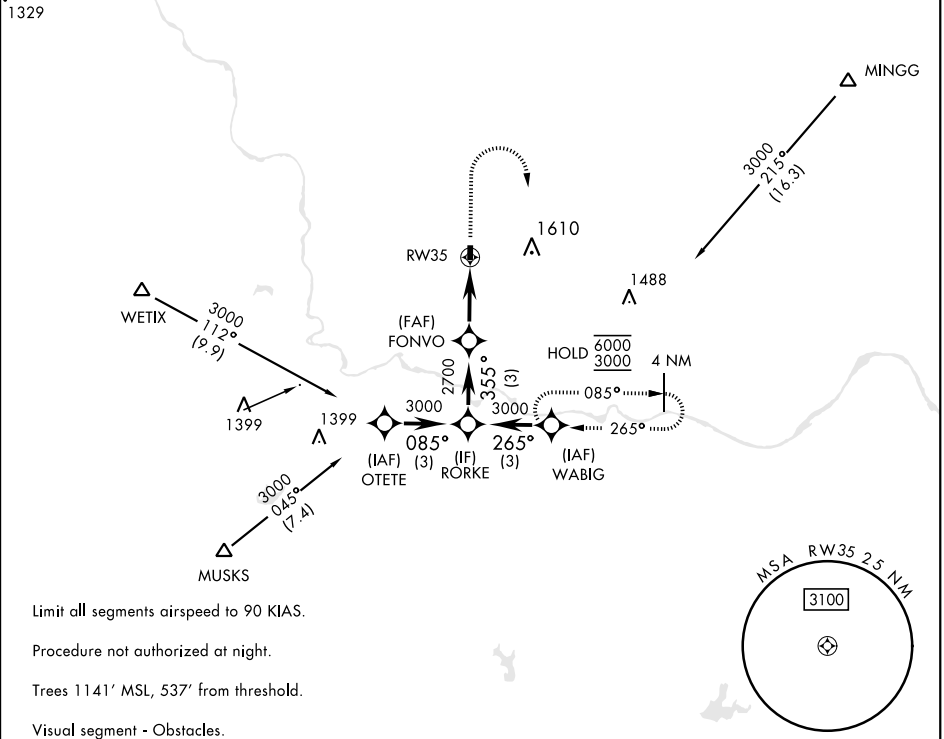 1329
MINGG
3000
215°
(16.3)
1610
RW35
1488
WETIX
3000
112°
(9.9)
(FAF)
FONVO
HOLD 6000
3000
4 NM
2700
355°
(3)
085°
1399
1399
3000
3000
265°
085°
(3)
265°
(3)
(IAF)
OTETE
(IF)
RORKE
(IAF)
WABIG
3000
045°
(7.4)
MUSKS
MSA RW35 25 NM
3100
Limit all segments airspeed to 90 KIAS.
Procedure not authorized at night.
Trees 1141’ MSL, 537’ from threshold.
Visual segment - Obstacles.